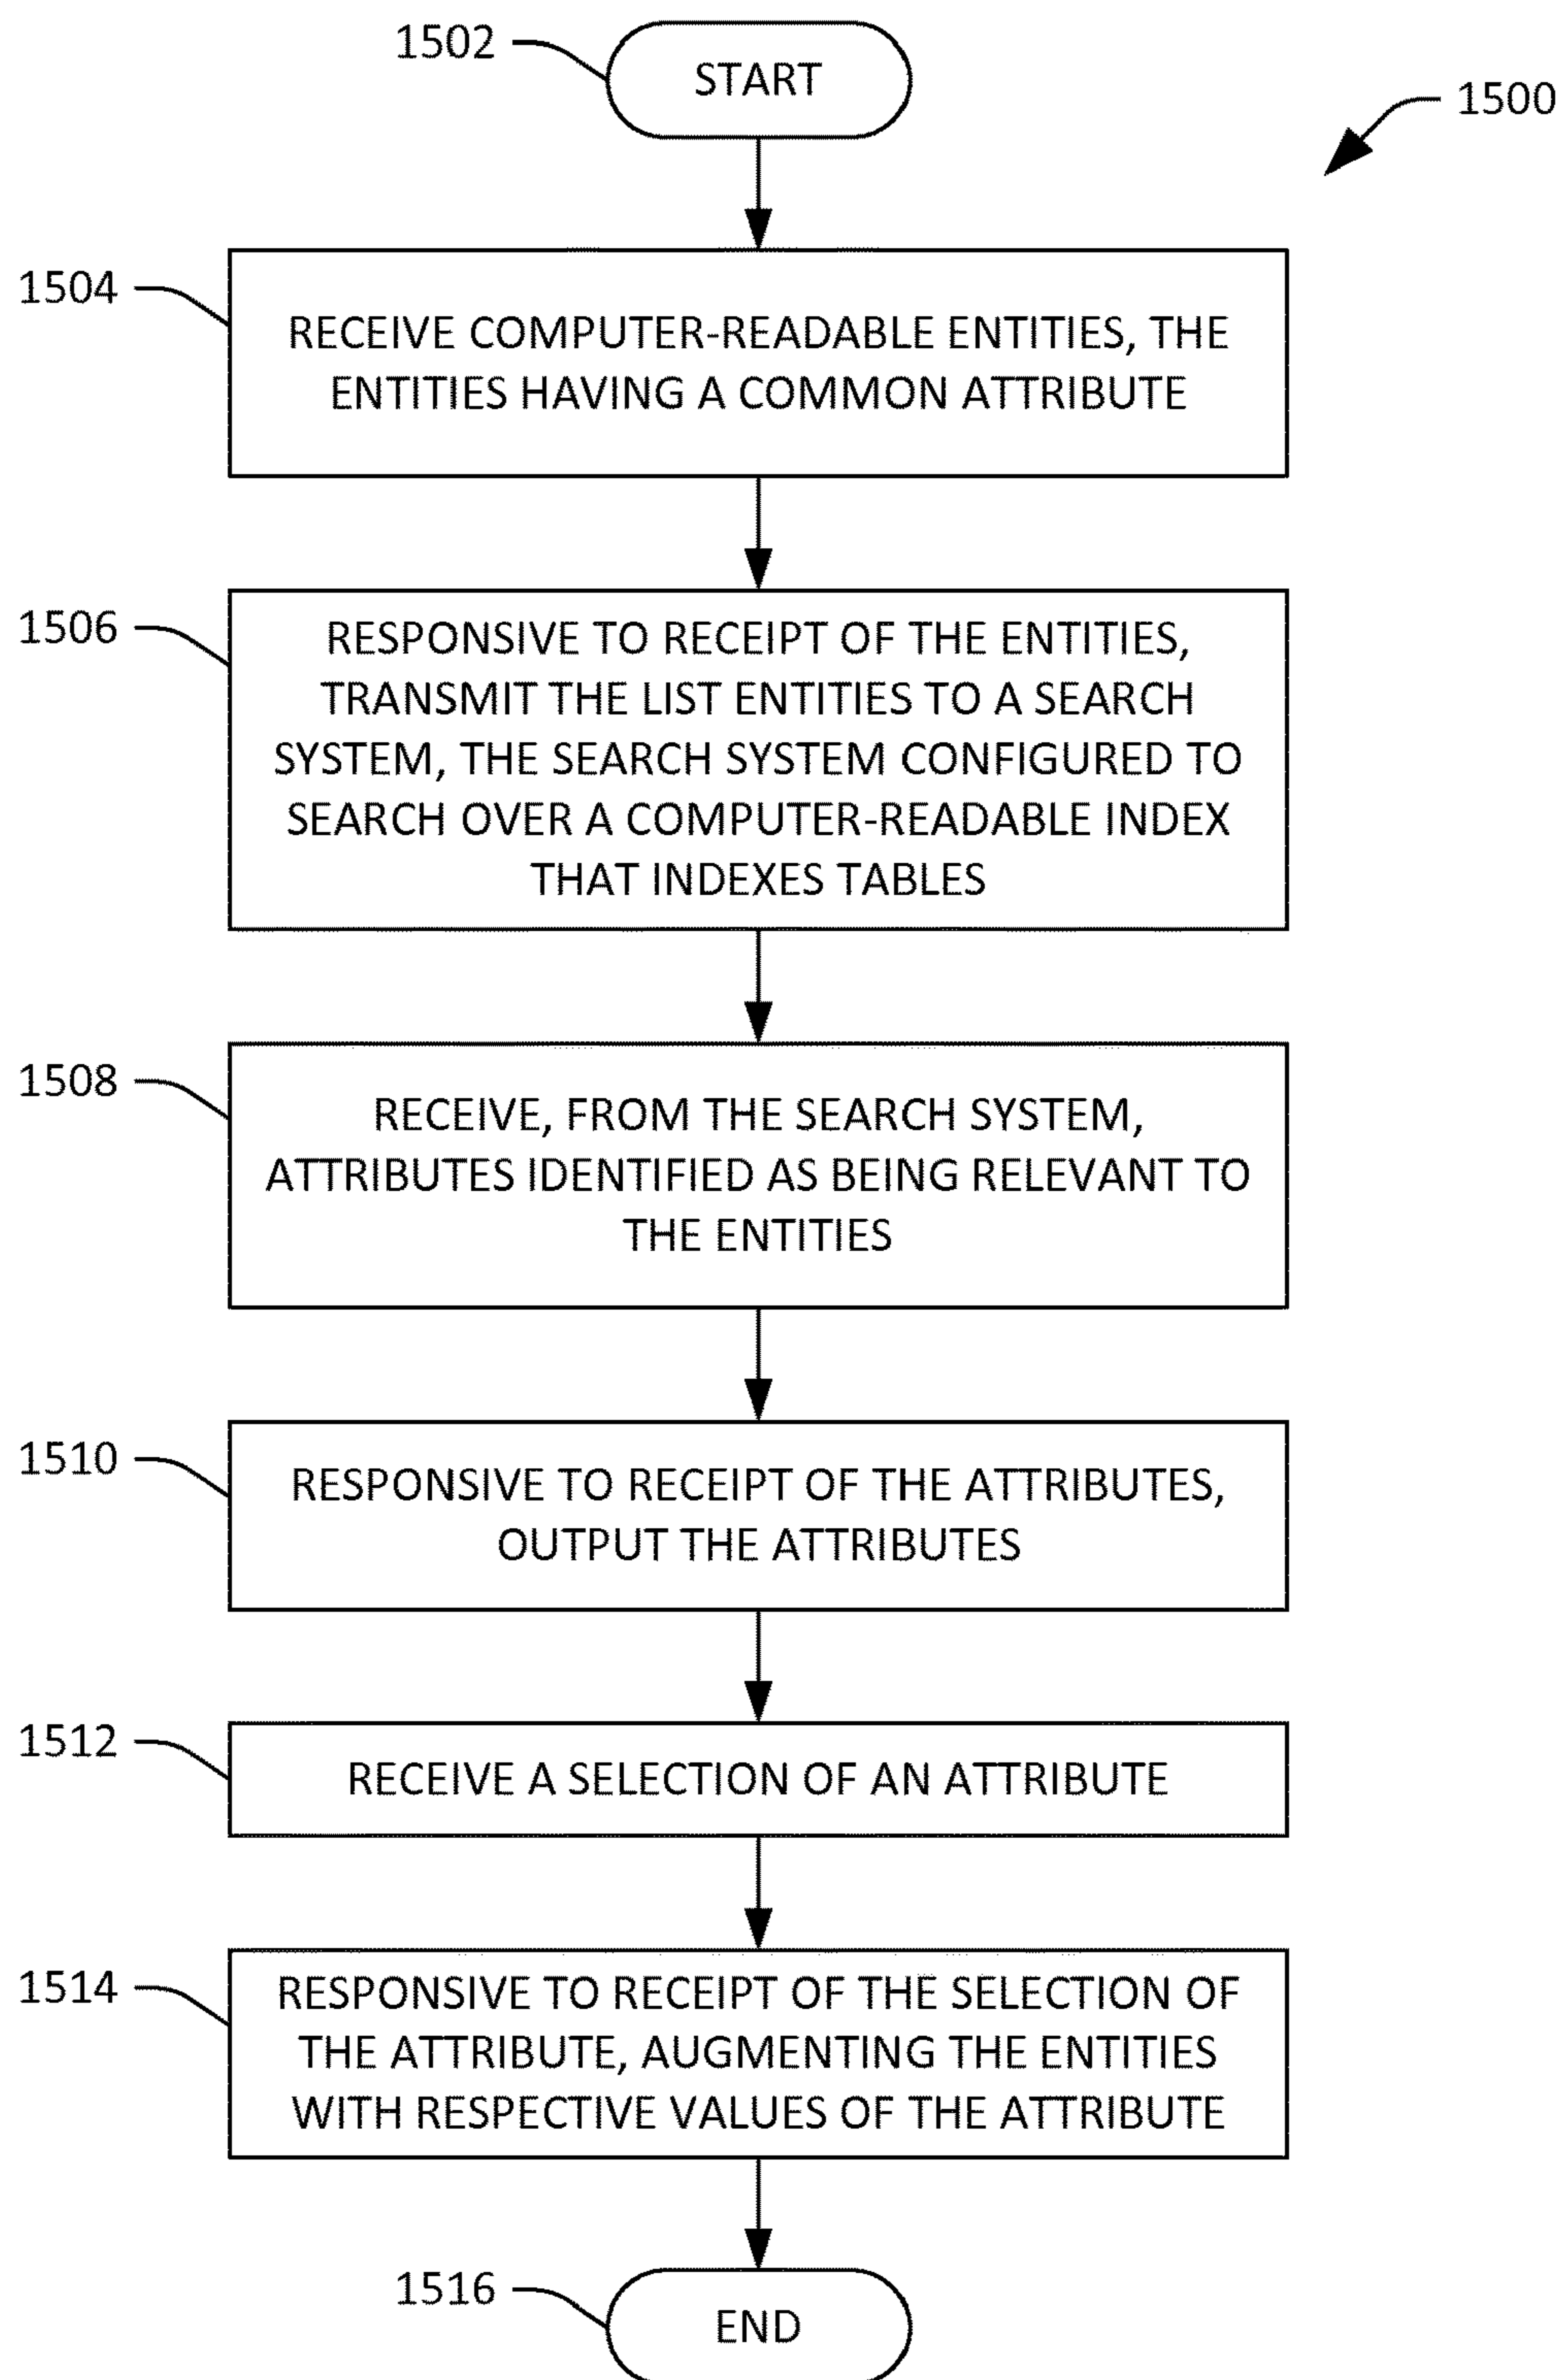 1502
START
1500
1504
RECEIVE COMPUTER-READABLE ENTITIES, THE
ENTITIES HAVING A COMMON ATTRIBUTE
1506
RESPONSIVE TO RECEIPT OF THE ENTITIES,
TRANSMIT THE LIST ENTITIES TO A SEARCH
SYSTEM, THE SEARCH SYSTEM CONFIGURED TO
SEARCH OVER A COMPUTER-READABLE INDEX
THAT INDEXES TABLES
1508
RECEIVE, FROM THE SEARCH SYSTEM,
ATTRIBUTES IDENTIFIED AS BEING RELEVANT TO
THE ENTITIES
1510
RESPONSIVE TO RECEIPT OF THE ATTRIBUTES,
OUTPUT THE ATTRIBUTES
1512
RECEIVE A SELECTION OF AN ATTRIBUTE
1514
RESPONSIVE TO RECEIPT OF THE SELECTION OF
THE ATTRIBUTE, AUGMENTING THE ENTITIES
WITH RESPECTIVE VALUES OF THE ATTRIBUTE
1516
END